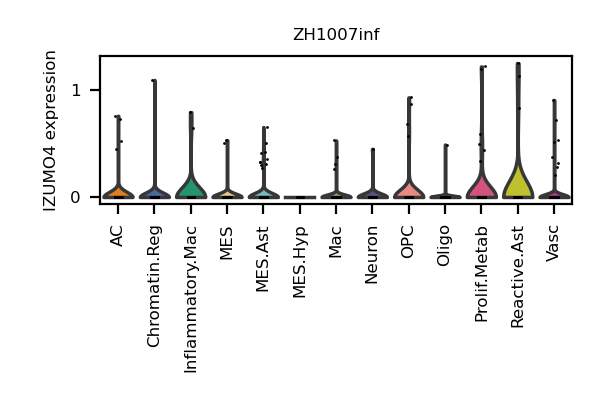 ZH1007inf
IZUMO4 expression
1
0
AC
Chromatin.Reg
Inflammatory.Mac
MES
MES.Ast
MES.Hyp
Mac
Neuron
OPC
Oligo
Prolif.Metab
Reactive.Ast
Vasc